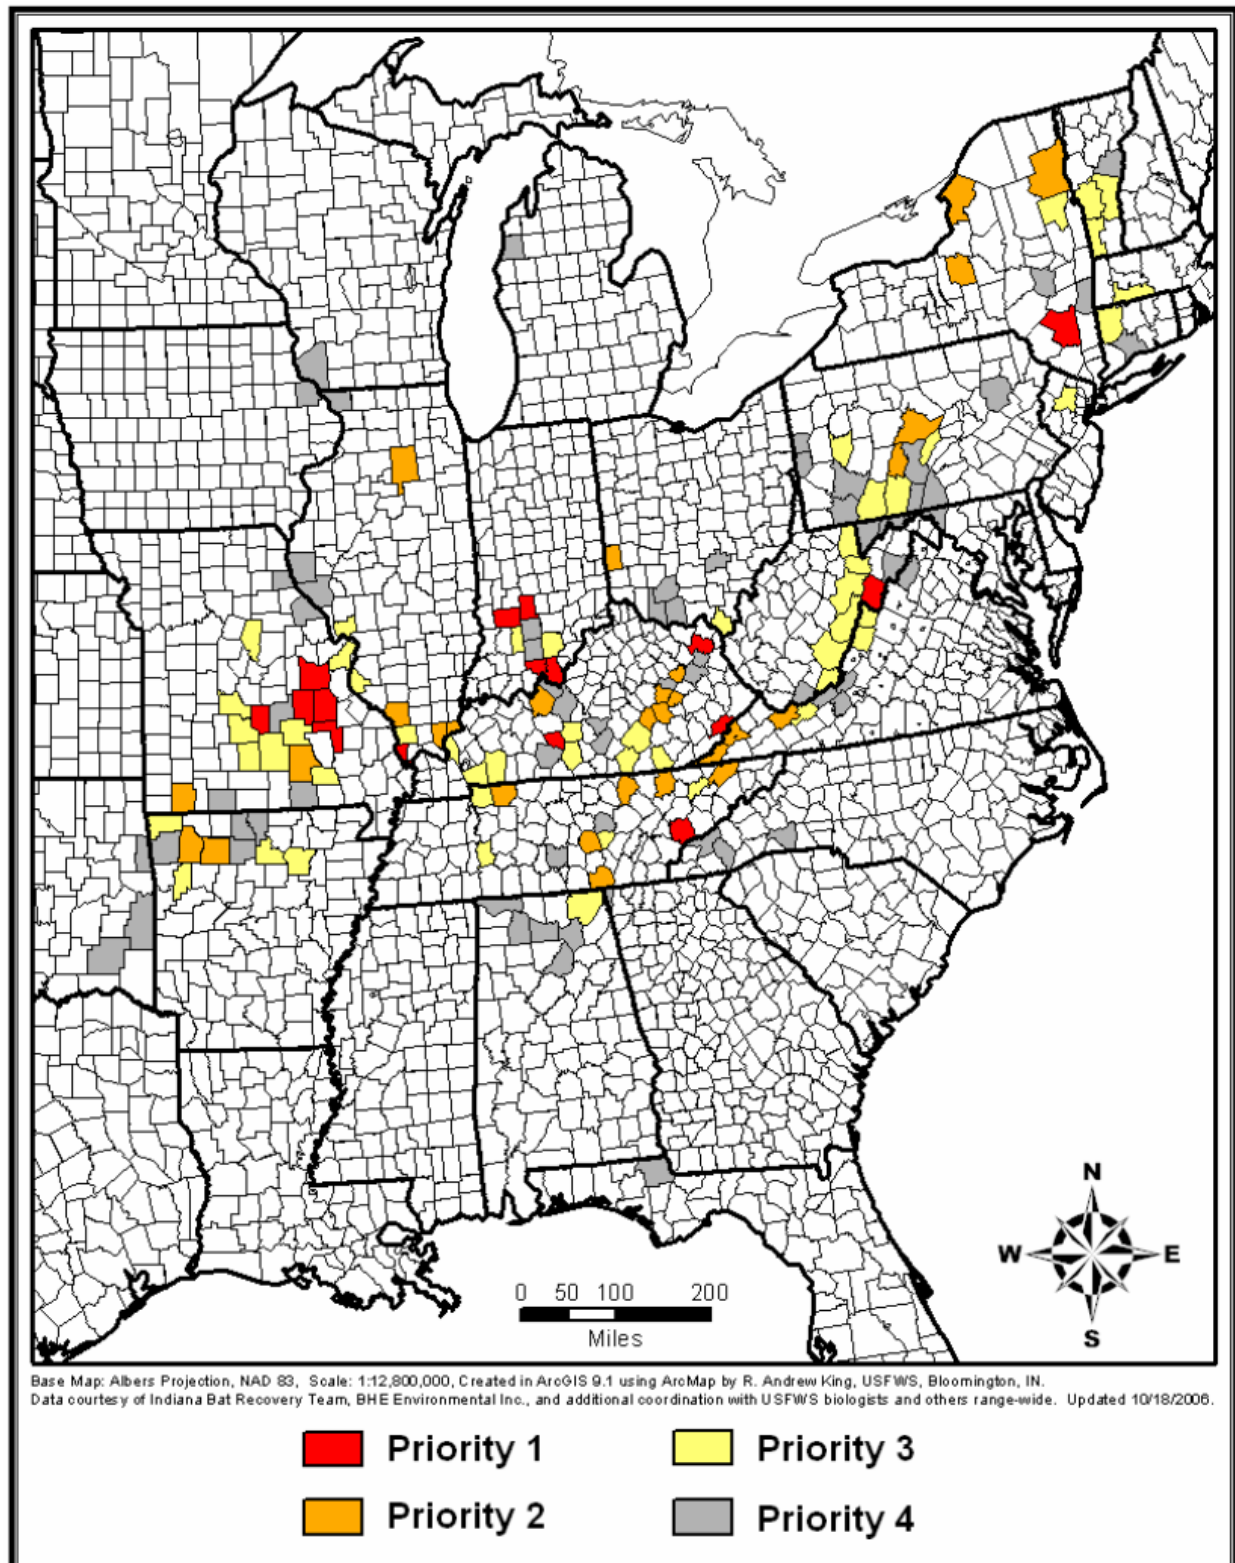 N
W E
S
0 50 100 200
Miles
Base Map: Albers Projection, NAD 83, Scale: 1:12,800,000, Created in ArcGIS 9.1 using ArcMap by R. Andrew King, USFWS, Bloomington, IN.
Data courtesy of Indiana Bat Recovery Team, BHE Environmental Inc., and additional coordination with USFWS biologists and others range-wide. Updated 10/18/2006.
Priority 1 Priority 3
Priority 2 Priority 4